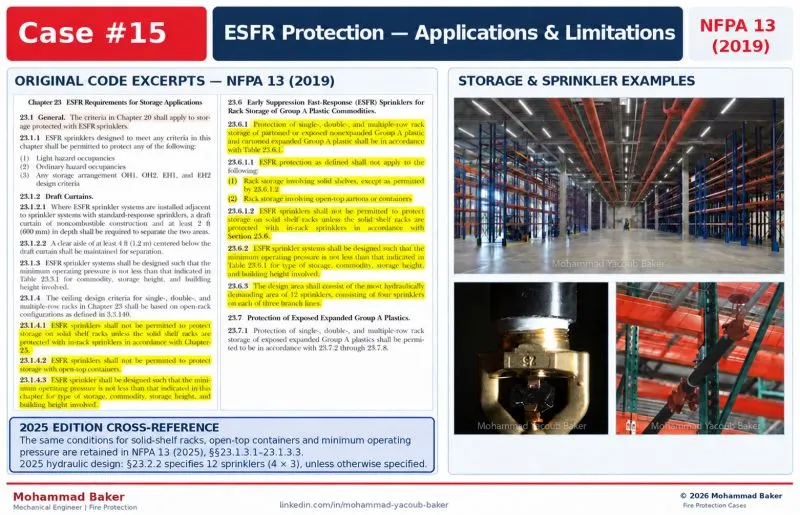 Case #15
ESFR Protection — Applications & Limitations
NFPA 13
(2019)
ORIGINAL CODE EXCERPTS — NFPA 13 (2019)
Chapter 23 ESFR Requirements for Storage Applications
23.1 General. The criteria in Chapter 20 shall apply to stor-
age protected with ESFR sprinklers.
23.1.1 ESFR sprinklers designed to meet any criteria in this
chapter shall be permitted to protect any of the following:
(1) Light hazard occupancies
(2) Ordinary hazard occupancies
(3) Any storage arrangement OH1, OH2, EH1, and EH2
design criteria
23.1.2 Draft Curtains.
23.1.2.1 Where ESFR sprinkler systems are installed adjacent
to sprinkler systems with standard-response sprinklers, a draft
curtain of noncombustible construction and at least 2 ft
(600 mm) in depth shall be required to separate the two areas.
23.1.2.2 A clear aisle of at least 4 ft (1.2 m) centered below the
draft curtain shall be maintained for separation.
23.1.3 ESFR sprinkler systems shall be designed such that the
minimum operating pressure is not less than that indicated in
Table 23.3.1 for commodity, storage height, and building
height involved.
23.1.4 The ceiling design criteria for single-, double-, and
multiple-row racks in Chapter 23 shall be based on open-rack
configurations as defined in 3.3.140.
23.1.4.1 ESFR sprinklers shall not be permitted to protect
storage on solid shelf racks unless the solid shelf racks are
protected with in-rack sprinklers in accordance with Chapter
25.
23.1.4.2 ESFR sprinklers shall not be permitted to protect
storage with open-top containers.
23.1.4.3 ESFR sprinkler shall be designed such that the mini-
mum operating pressure is not less than that indicated in this
chapter for type of storage, commodity, storage height, and
building height involved.
23.6 Early Suppression Fast-Response (ESFR) Sprinklers for
Rack Storage of Group A Plastic Commodities.
23.6.1 Protection of single-, double-, and multiple-row rack
storage of cartoned or exposed nonexpanded Group A plastic
and cartoned expanded Group A plastic shall be in accordance
with Table 23.6.1.
23.6.1.1 ESFR protection as defined shall not apply to the
following:
(1) Rack storage involving solid shelves, except as permitted
by 23.6.1.2
(2) Rack storage involving open-top cartons or containers
23.6.1.2 ESFR sprinklers shall not be permitted to protect
storage on solid shelf racks unless the solid shelf racks are
protected with in-rack sprinklers in accordance with
Section 25.6.
23.6.2 ESFR sprinkler systems shall be designed such that the
minimum operating pressure is not less than that indicated in
Table 23.6.1 for type of storage, commodity, storage height,
and building height involved.
23.6.3 The design area shall consist of the most hydraulically
demanding area of 12 sprinklers, consisting of four sprinklers
on each of three branch lines.
23.7 Protection of Exposed Expanded Group A Plastics.
23.7.1 Protection of single-, double-, and multiple-row rack
storage of exposed expanded Group A plastics shall be permi-
ted to be in accordance with 23.7.2 through 23.7.8.
2025 EDITION CROSS-REFERENCE
The same conditions for solid-shelf racks, open-top containers and minimum operating
pressure are retained in NFPA 13 (2025), §§23.1.3.1–23.1.3.3.
2025 hydraulic design: §23.2.2 specifies 12 sprinklers (4 × 3), unless otherwise specified.
STORAGE & SPRINKLER EXAMPLES
Mohammad Yacoub Baker
Mohammad Yacoub Baker
Mohammad Yacoub Baker
Mohammad Baker
Mechanical Engineer | Fire Protection
linkedin.com/in/mohammad-yacoub-baker
© 2026 Mohammad Baker
Fire Protection Cases